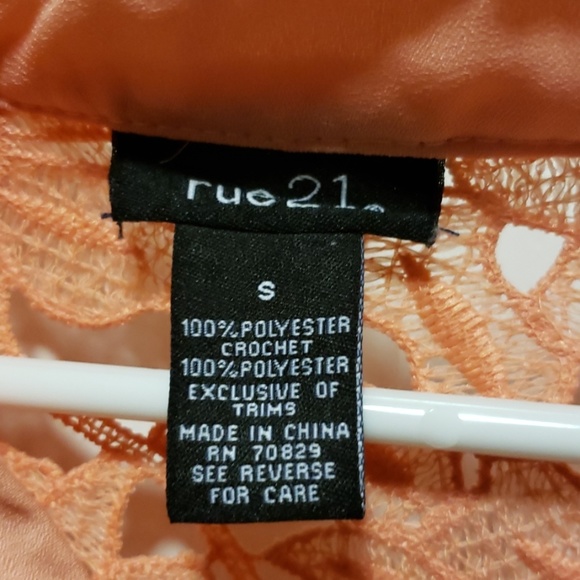 rue21.
S
100%POLYESTER
CROCHET
100%POLYESTER
EXCLUSIVE OF
TRIMS
MADE IN CHINA
RN 70829
SEE REVERSE
FOR CARE